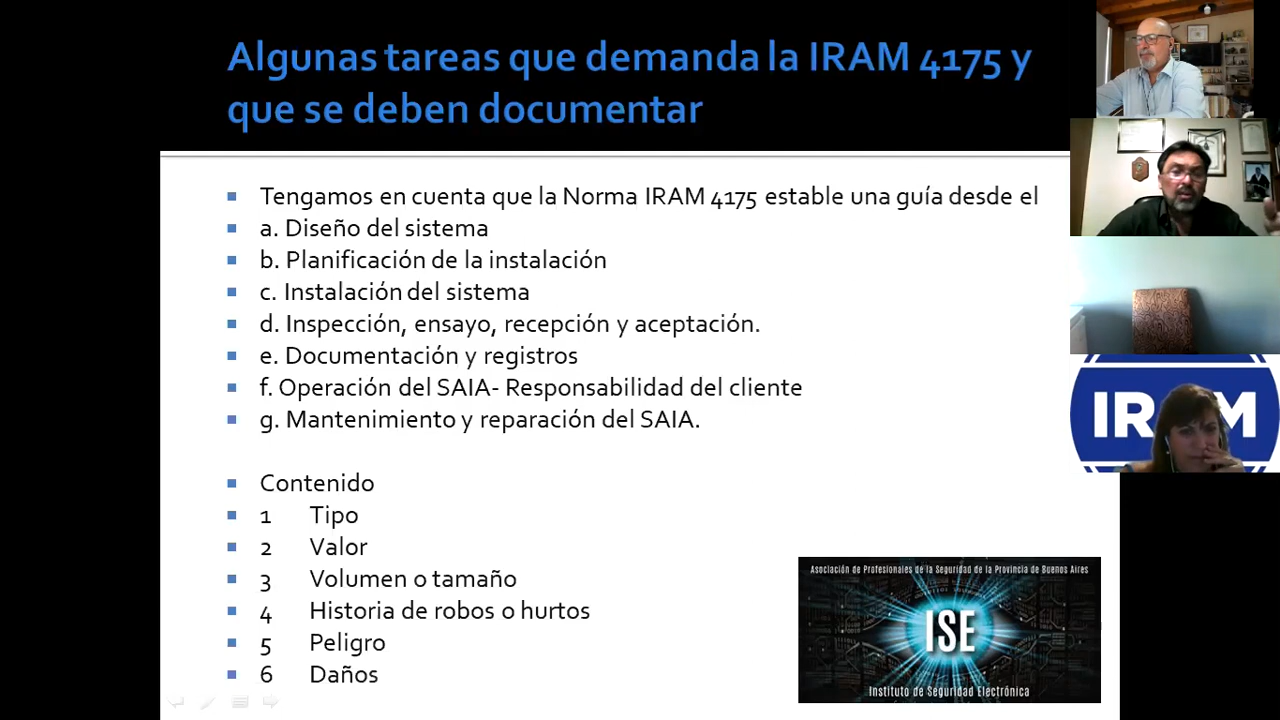 Algunas tareas que demanda la IRAM 4175 y
que se deben documentar
Tengamos en cuenta que la Norma IRAM 4175 estable una guía desde el
a. Diseño del sistema
b. Planificación de la instalación
c. Instalación del sistema
d. Inspección, ensayo, recepción y aceptación.
e. Documentación y registros
f. Operación del SAIA- Responsabilidad del cliente
g. Mantenimiento y reparación del SAIA.
Contenido
1 Tipo
2 Valor
3 Volumen o tamaño
4 Historia de robos o hurtos
5 Peligro
6 Daños
Asociación de Profesionales de la Seguridad de la Provincia de Buenos Aires
ISE
Instituto de Seguridad Electrónica